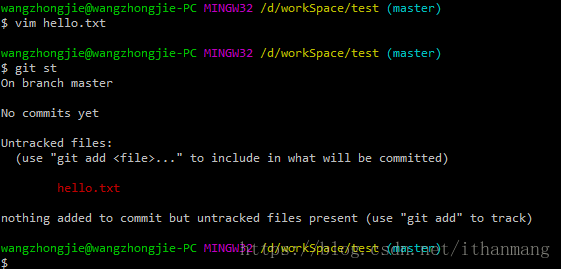 wangzhongjie@wangzhongjie-PC MINGW32 /d/workSpace/test (master)
$ vim hello.txt
wangzhongjie@wangzhongjie-PC MINGW32 /d/workSpace/test (master)
$ git st
On branch master
No commits yet
Untracked files:
  (use "git add <file>..." to include in what will be committed)
        hello.txt
nothing added to commit but untracked files present (use "git add" to track)
wangzhongjie@wangzhongjie-PC MINGW32 /d/workSpace/test (master)
https://blog.csdn.net/ithanmang
$